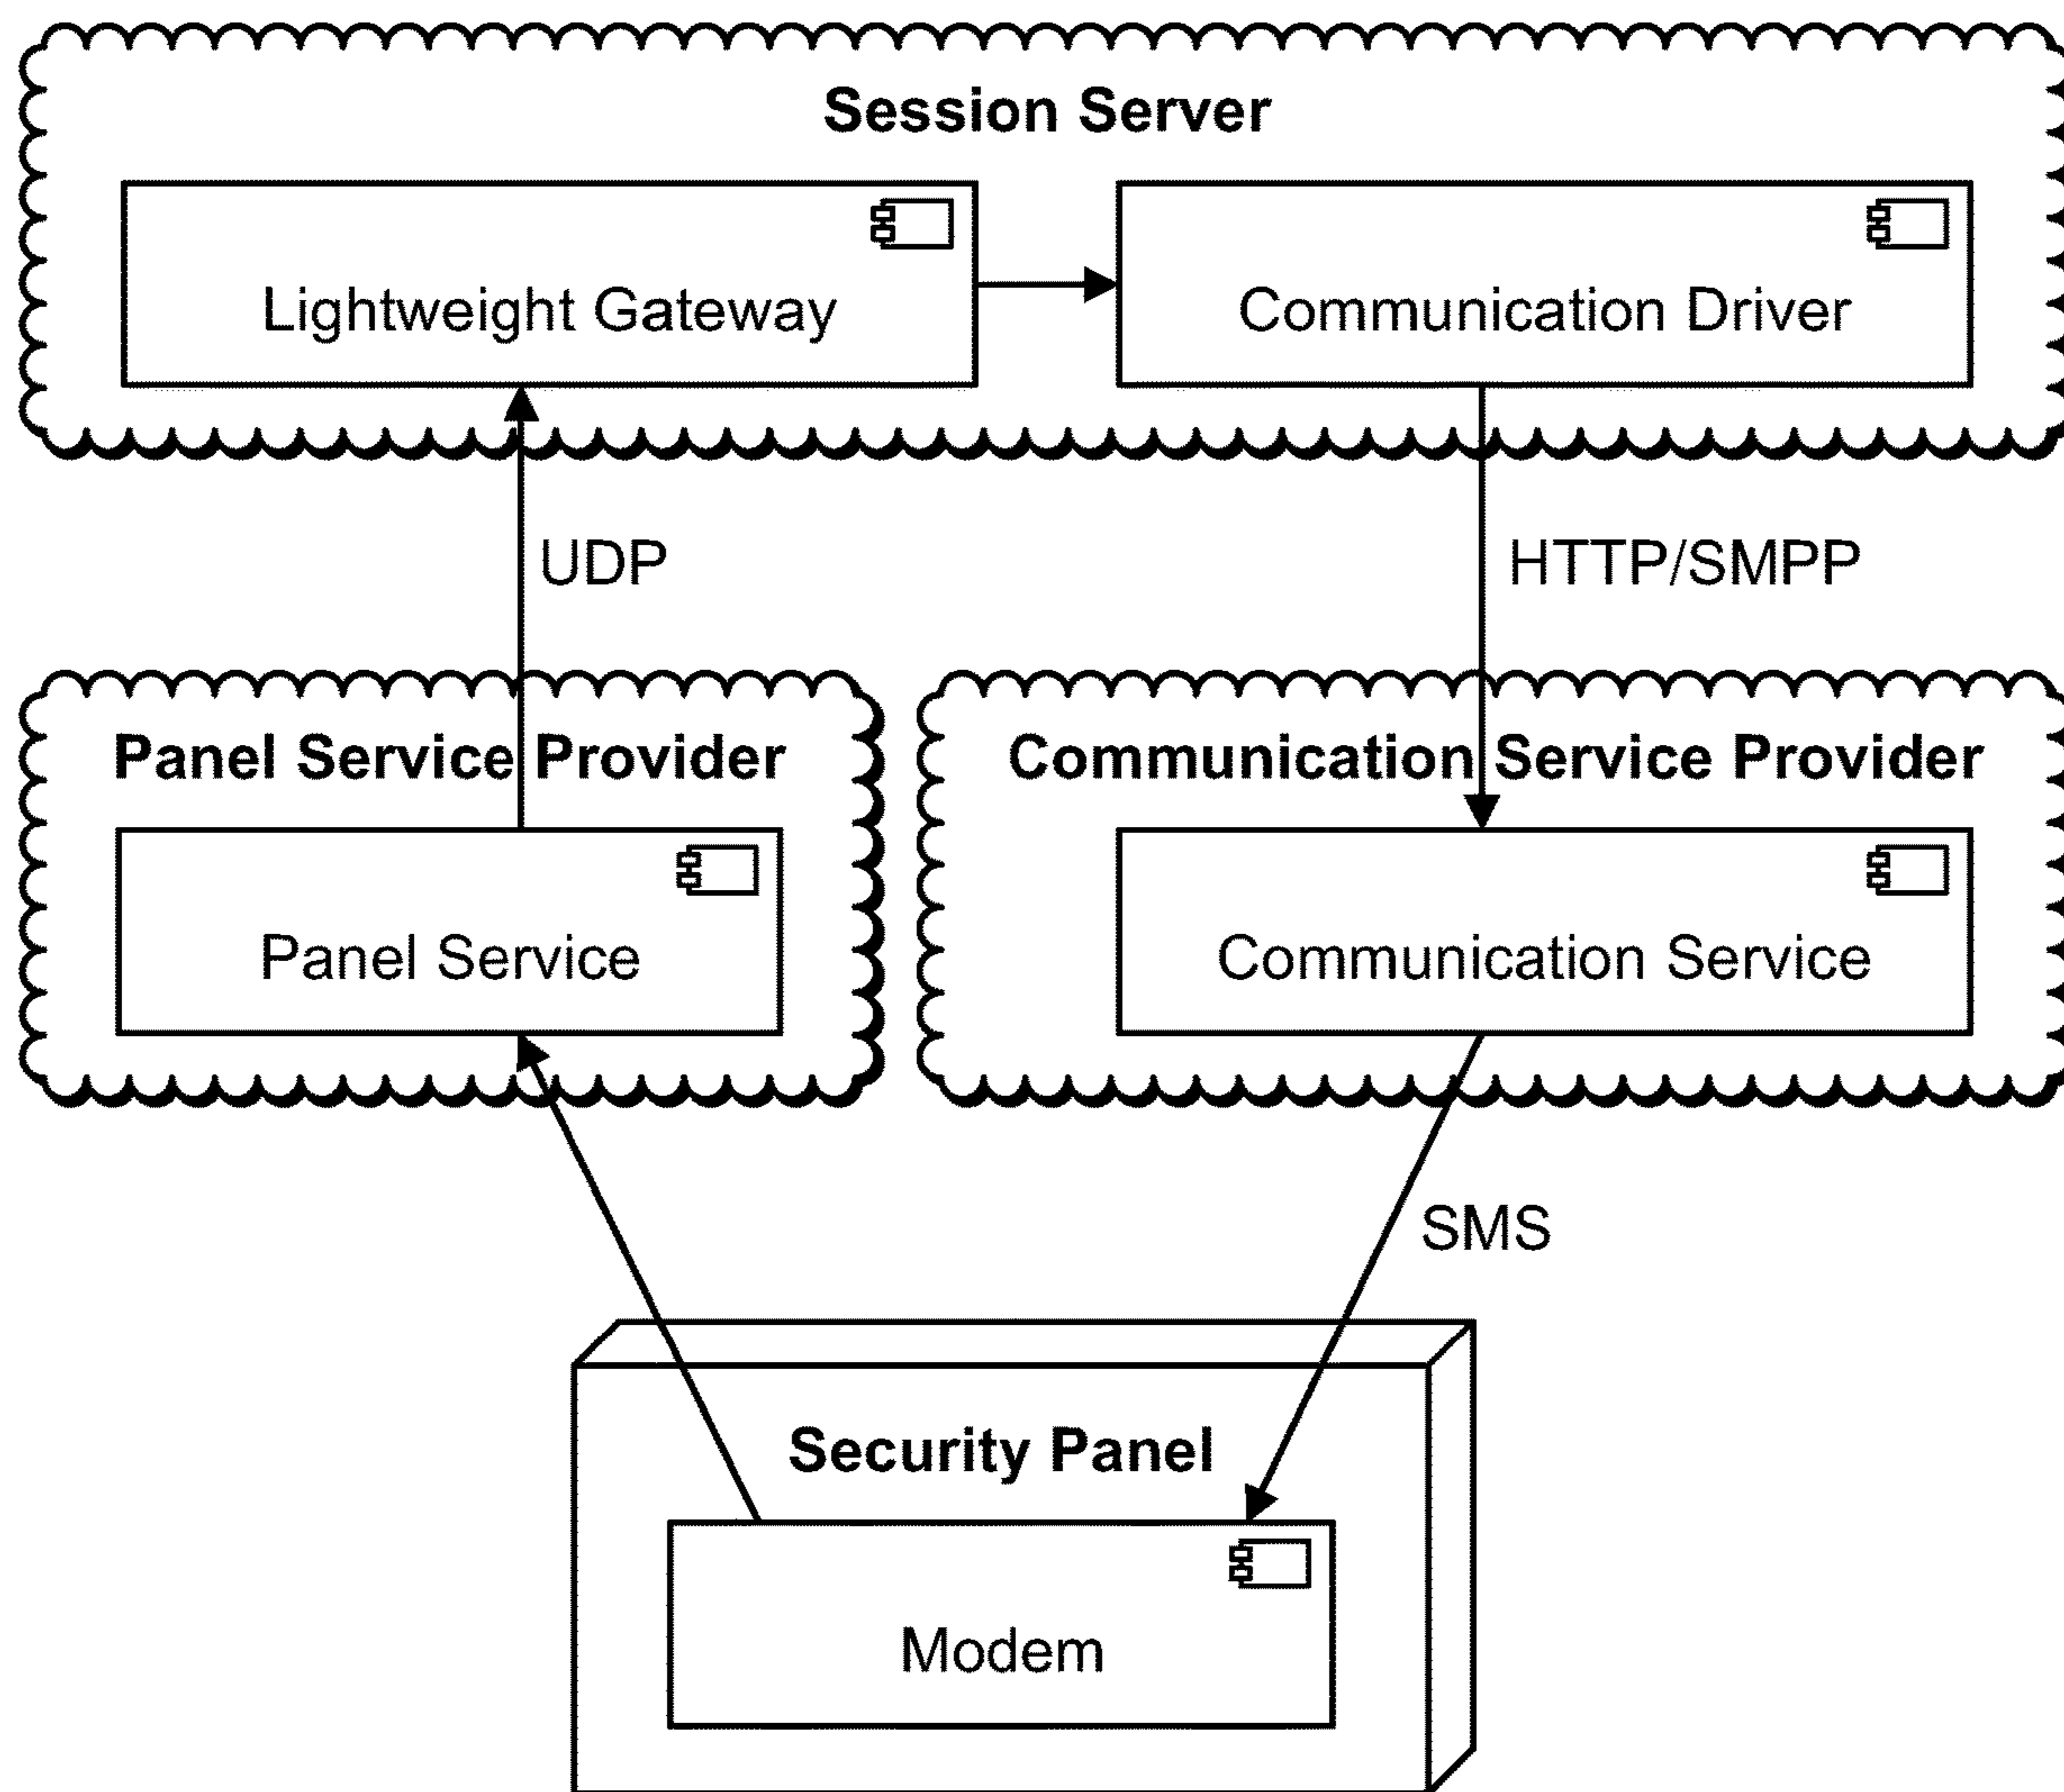 Session Server
Lightweight Gateway
Communication Driver
UDP
HTTP/SMPP
Panel Service Provider
Communication Service Provider
Panel Service
Communication Service
SMS
Security Panel
Modem